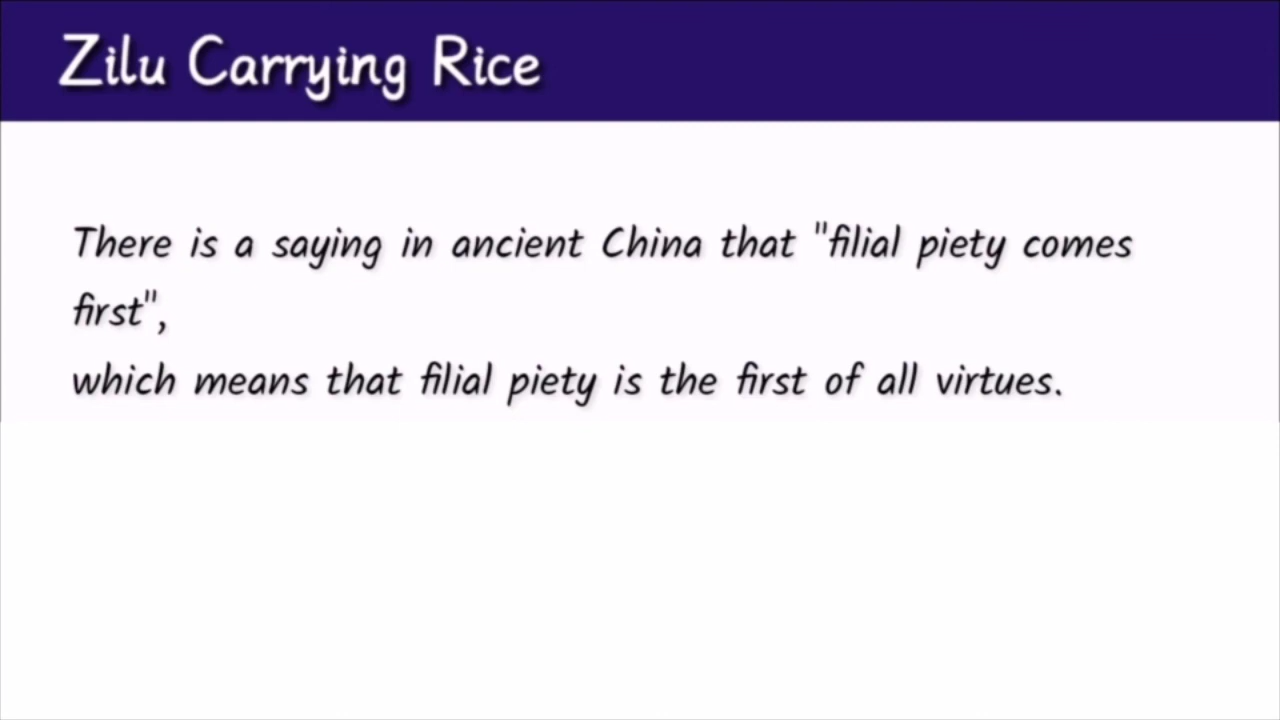 Zilu Carrying Rice
There is a saying in ancient China that "filial piety comes
first",
which means that filial piety is the first of all virtues.